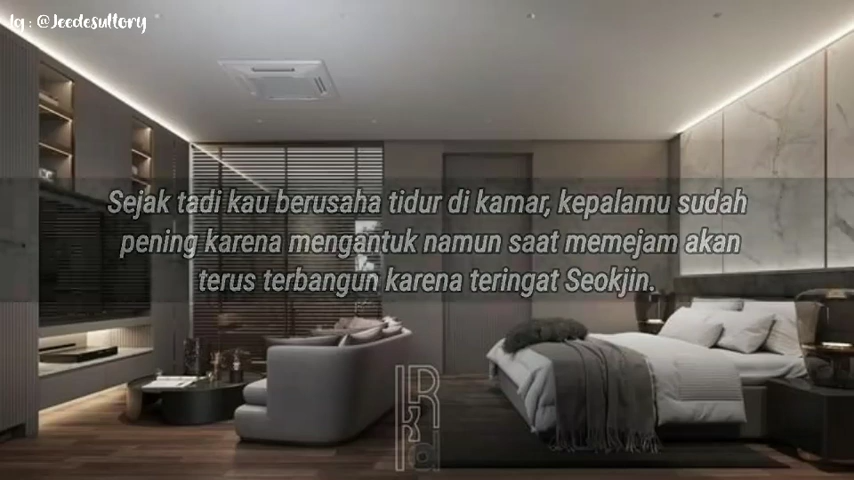 Ig : @Jeedesultory
Sejak tadi kau berusaha tidur di kamar, kepalamu sudah
pening karena mengantuk namun saat memejam akan
terus terbangun karena teringat Seokjin.